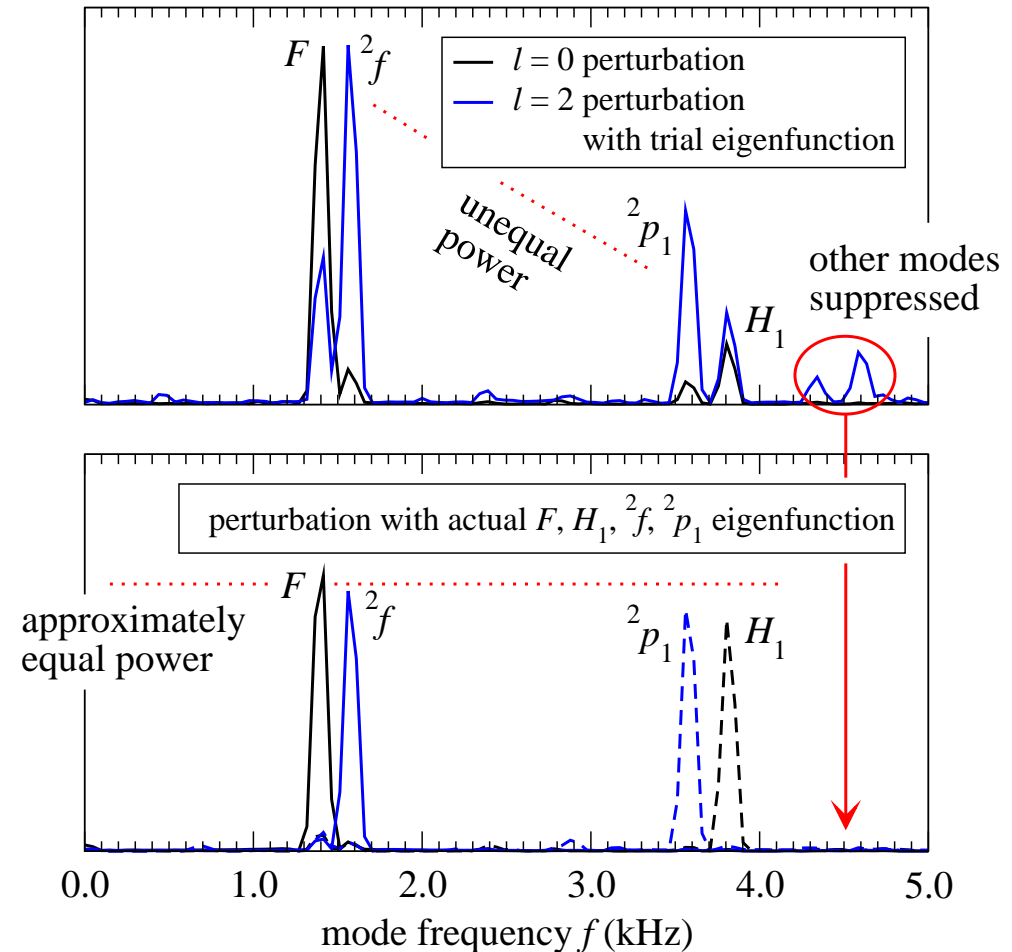 F
²f
l = 0 perturbation
l = 2 perturbation
with trial eigenfunction
unequal
power
²p₁
H₁
other modes
suppressed
perturbation with actual F, H₁, ²f, ²p₁ eigenfunction
F
²f
approximately
equal power
²p₁
H₁
0.0 1.0 2.0 3.0 4.0 5.0
mode frequency f (kHz)